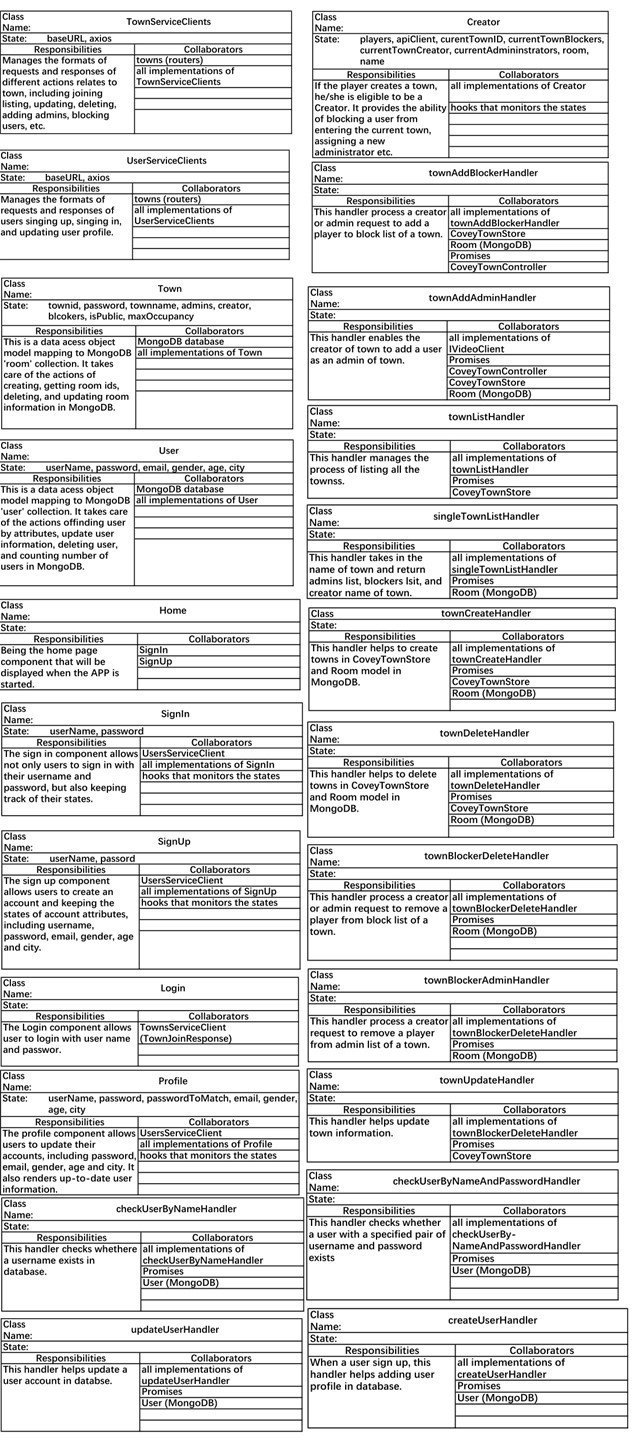 Class
Name:
TownServiceClients
State: baseURL, axios
Responsibilities
Collaborators
Manages the formats of
requests and responses of
different actions relates to
town, including joining
listing, updating, deleting,
adding admins, blocking
users, etc.
towns (routers)
all implementations of
TownServiceClients
Class
Name:
UserServiceClients
State: baseURL, axios
Responsibilities
Collaborators
Manages the formats of
requests and responses of
users singing up, singing in,
and updating user profile.
towns (routers)
all implementations of
UserServiceClients
Class
Name:
Town
State: townid, password, townname, admins, creator,
blcokers, isPublic, maxOccupancy
Responsibilities
Collaborators
This is a data acess object
model mapping to MongoDB
'room' collection. It takes
care of the actions of
creating, getting room ids,
deleting, and updating room
information in MongoDB.
MongoDB database
all implementations of Town
Class
Name:
User
State: userName, password, email, gender, age, city
Responsibilities
Collaborators
This is a data acess object
model mapping to MongoDB
'user' collection. It takes care
of the actions offinding user
by attributes, update user
information, deleting user,
and counting number of
users in MongoDB.
MongoDB database
all implementations of User
Class
Name:
Home
State:
Responsibilities
Collaborators
Being the home page
component that will be
displayed when the APP is
started.
SignIn
SignUp
Class
Name:
SignIn
State: userName, password
Responsibilities
Collaborators
The sign in component allows
not only users to sign in with
their username and
password, but also keeping
track of their states.
UsersServiceClient
all implementations of SignIn
hooks that monitors the states
Class
Name:
SignUp
State: userName, passord
Responsibilities
Collaborators
The sign up component
allows users to create an
account and keeping the
states of account attributes,
including username,
password, email, gender, age
and city.
UsersServiceClient
all implementations of SignUp
hooks that monitors the states
Class
Name:
Login
State:
Responsibilities
Collaborators
The Login component allows
user to login with user name
and passwor.
TownsServiceClient
(TownJoinResponse)
Class
Name:
Profile
State: userName, password, passwordToMatch, email, gender,
age, city
Responsibilities
Collaborators
The profile component allows
users to update their
accounts, including password,
email, gender, age and city. It
also renders up-to-date user
information.
UsersServiceClient
all implementations of Profile
hooks that monitors the states
Class
Name:
checkUserByNameHandler
State:
Responsibilities
Collaborators
This handler checks whethere
a username exists in
database.
all implementations of
checkUserByNameHandler
Promises
User (MongoDB)
Class
Name:
updateUserHandler
State:
Responsibilities
Collaborators
This handler helps update a
user account in databse.
all implementations of
updateUserHandler
Promises
User (MongoDB)
Class
Name:
Creator
State: players, apiClient, curentTownID, currentTownBlockers,
currentTownCreator, currentAdmininstrators, room,
name
Responsibilities
Collaborators
If the player creates a town,
he/she is eligible to be a
Creator. It provides the ability
of blocking a user from
entering the current town,
assigning a new
administrator etc.
all implementations of Creator
hooks that monitors the states
Class
Name:
townAddBlockerHandler
State:
Responsibilities
Collaborators
This handler process a creator
or admin request to add a
player to block list of a town.
all implementations of
townAddBlockerHandler
CoveyTownStore
Room (MongoDB)
Promises
CoveyTownController
Class
Name:
townAddAdminHandler
State:
Responsibilities
Collaborators
This handler enables the
creator of town to add a user
as an admin of town.
all implementations of
IVideoClient
Promises
CoveyTownController
CoveyTownStore
Room (MongoDB)
Class
Name:
townListHandler
State:
Responsibilities
Collaborators
This handler manages the
process of listing all the
townss.
all implementations of
townListHandler
Promises
CoveyTownStore
Class
Name:
singleTownListHandler
State:
Responsibilities
Collaborators
This handler takes in the
name of town and return
admins list, blockers lsit, and
creator name of town.
all implementations of
singleTownListHandler
Promises
Room (MongoDB)
Class
Name:
townCreateHandler
State:
Responsibilities
Collaborators
This handler helps to create
towns in CoveyTownStore
and Room model in
MongoDB.
all implementations of
townCreateHandler
Promises
CoveyTownStore
Room (MongoDB)
Class
Name:
townDeleteHandler
State:
Responsibilities
Collaborators
This handler helps to delete
towns in CoveyTownStore
and Room model in
MongoDB.
all implementations of
townDeleteHandler
Promises
CoveyTownStore
Room (MongoDB)
Class
Name:
townBlockerDeleteHandler
State:
Responsibilities
Collaborators
This handler process a creator
or admin request to remove a
player from block list of a
town.
all implementations of
townBlockerDeleteHandler
Promises
Room (MongoDB)
Class
Name:
townBlockerAdminHandler
State:
Responsibilities
Collaborators
This handler process a creator
request to remove a player
from admin list of a town.
all implementations of
townBlockerDeleteHandler
Promises
Room (MongoDB)
Class
Name:
townUpdateHandler
State:
Responsibilities
Collaborators
This handler helps update
town information.
all implementations of
townBlockerDeleteHandler
Promises
CoveyTownStore
Class
Name:
checkUserByNameAndPasswordHandler
State:
Responsibilities
Collaborators
This handler checks whether
a user with a specified pair of
username and password
exists
all implementations of
checkUserBy-
NameAndPasswordHandler
Promises
User (MongoDB)
Class
Name:
createUserHandler
State:
Responsibilities
Collaborators
When a user sign up, this
handler helps adding user
profile in database.
all implementations of
createUserHandler
Promises
User (MongoDB)